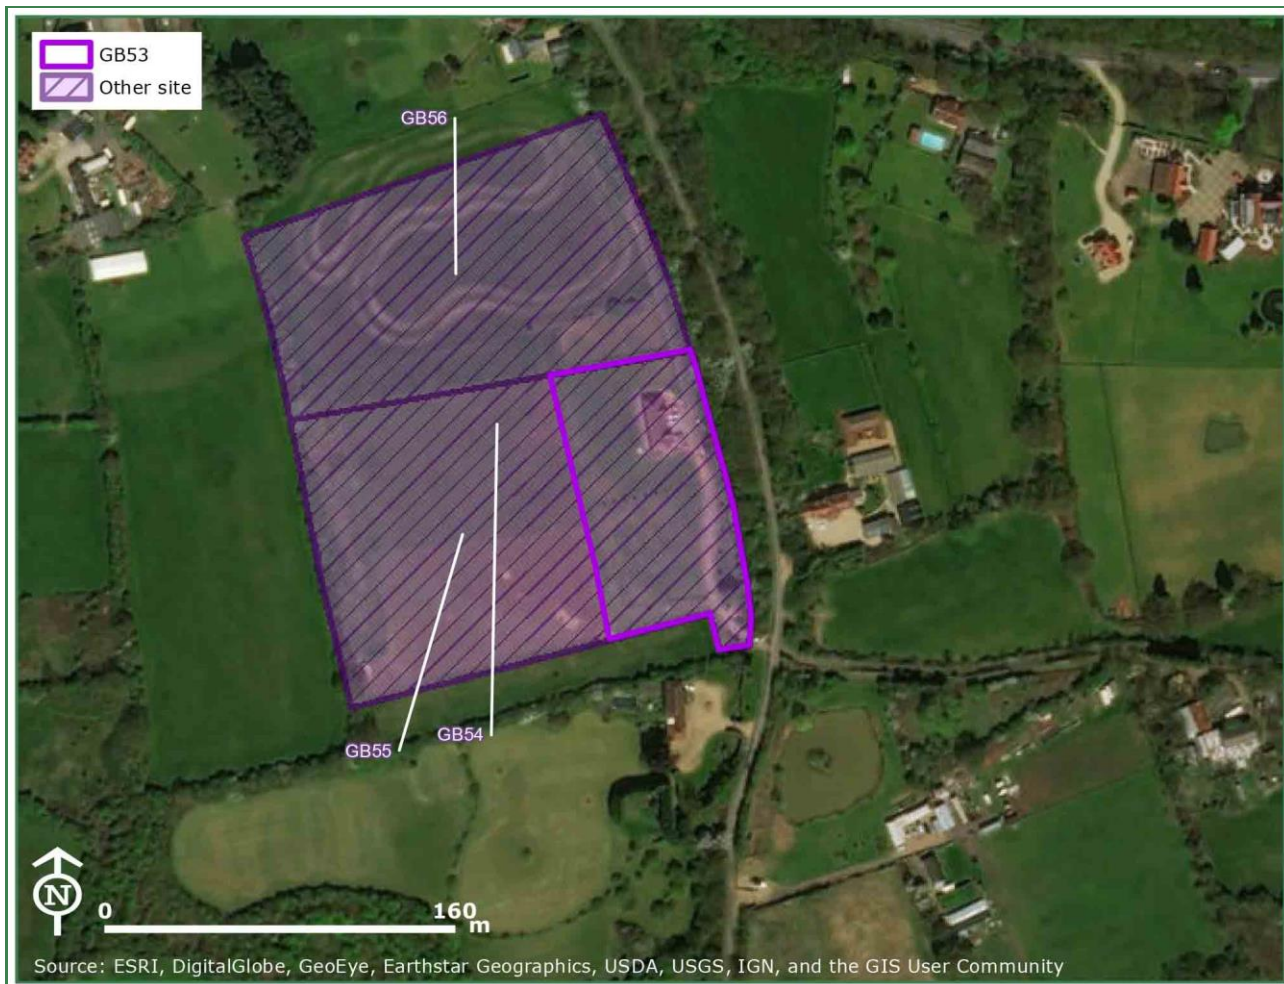 GB53
Other site
GB56
GB54
GB55
N
0 160 m
Source: ESRI, DigitalGlobe, GeoEye, Earthstar Geographics, USDA, USGS, IGN, and the GIS User Community